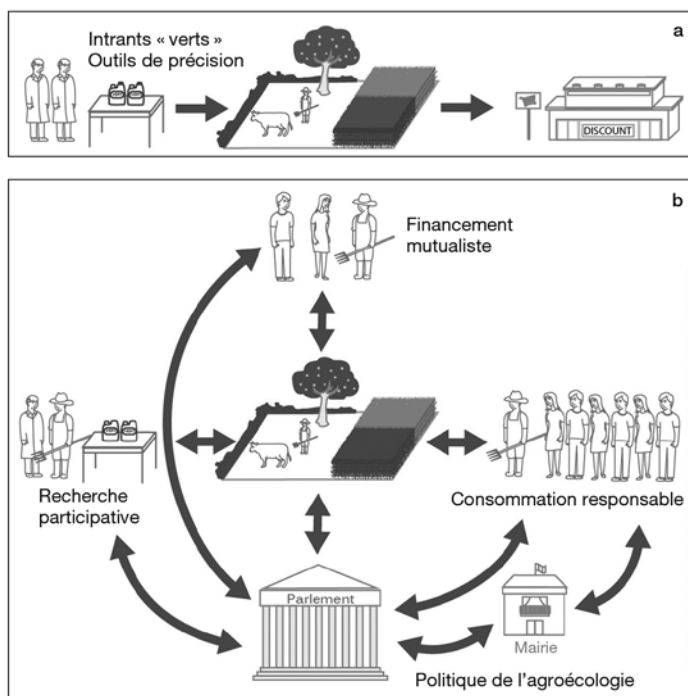 a
Intrants « verts »
Outils de précision
DISCOUNT
b
Financement
mutualiste
Recherche
participative
Consommation responsable
Parlement
Mairie
Politique de l'agroécologie